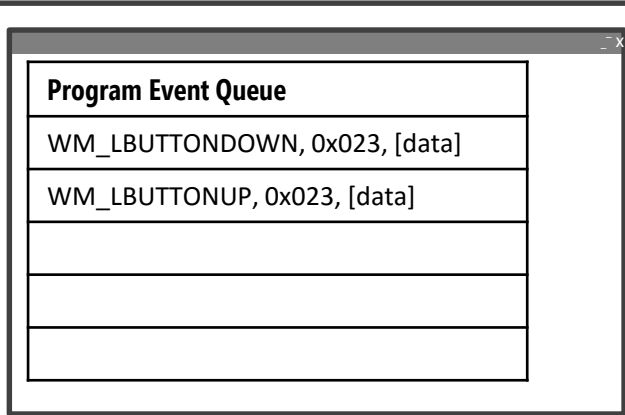 Program Event Queue
WM_LBUTTONDOWN, 0x023, [data]
WM_LBUTTONUP, 0x023, [data]